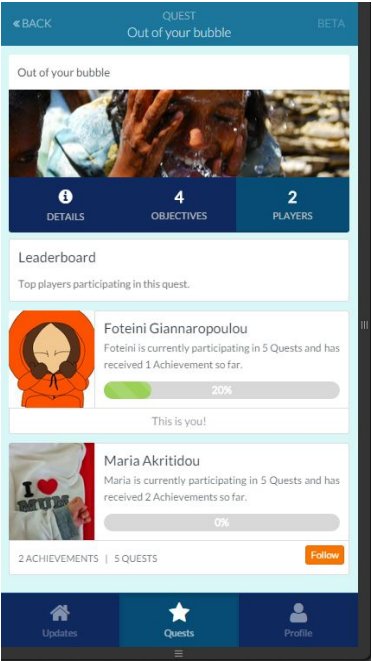 « BACK
QUEST
BETA
Out of your bubble
Out of your bubble
4
2
DETAILS
OBJECTIVES
PLAYERS
Leaderboard
Top players participating in this quest.
Foteini Giannaropoulou
Foteini is currently participating in 5 Quests and has
received 1 Achievement so far.
20%
This is you!
Maria Akritidou
Maria is currently participating in 5 Quests and has
received 2 Achievements so far.
0%
I MUM
2 ACHIEVEMENTS | 5 QUESTS
Follow
Updates
Quests
Profile